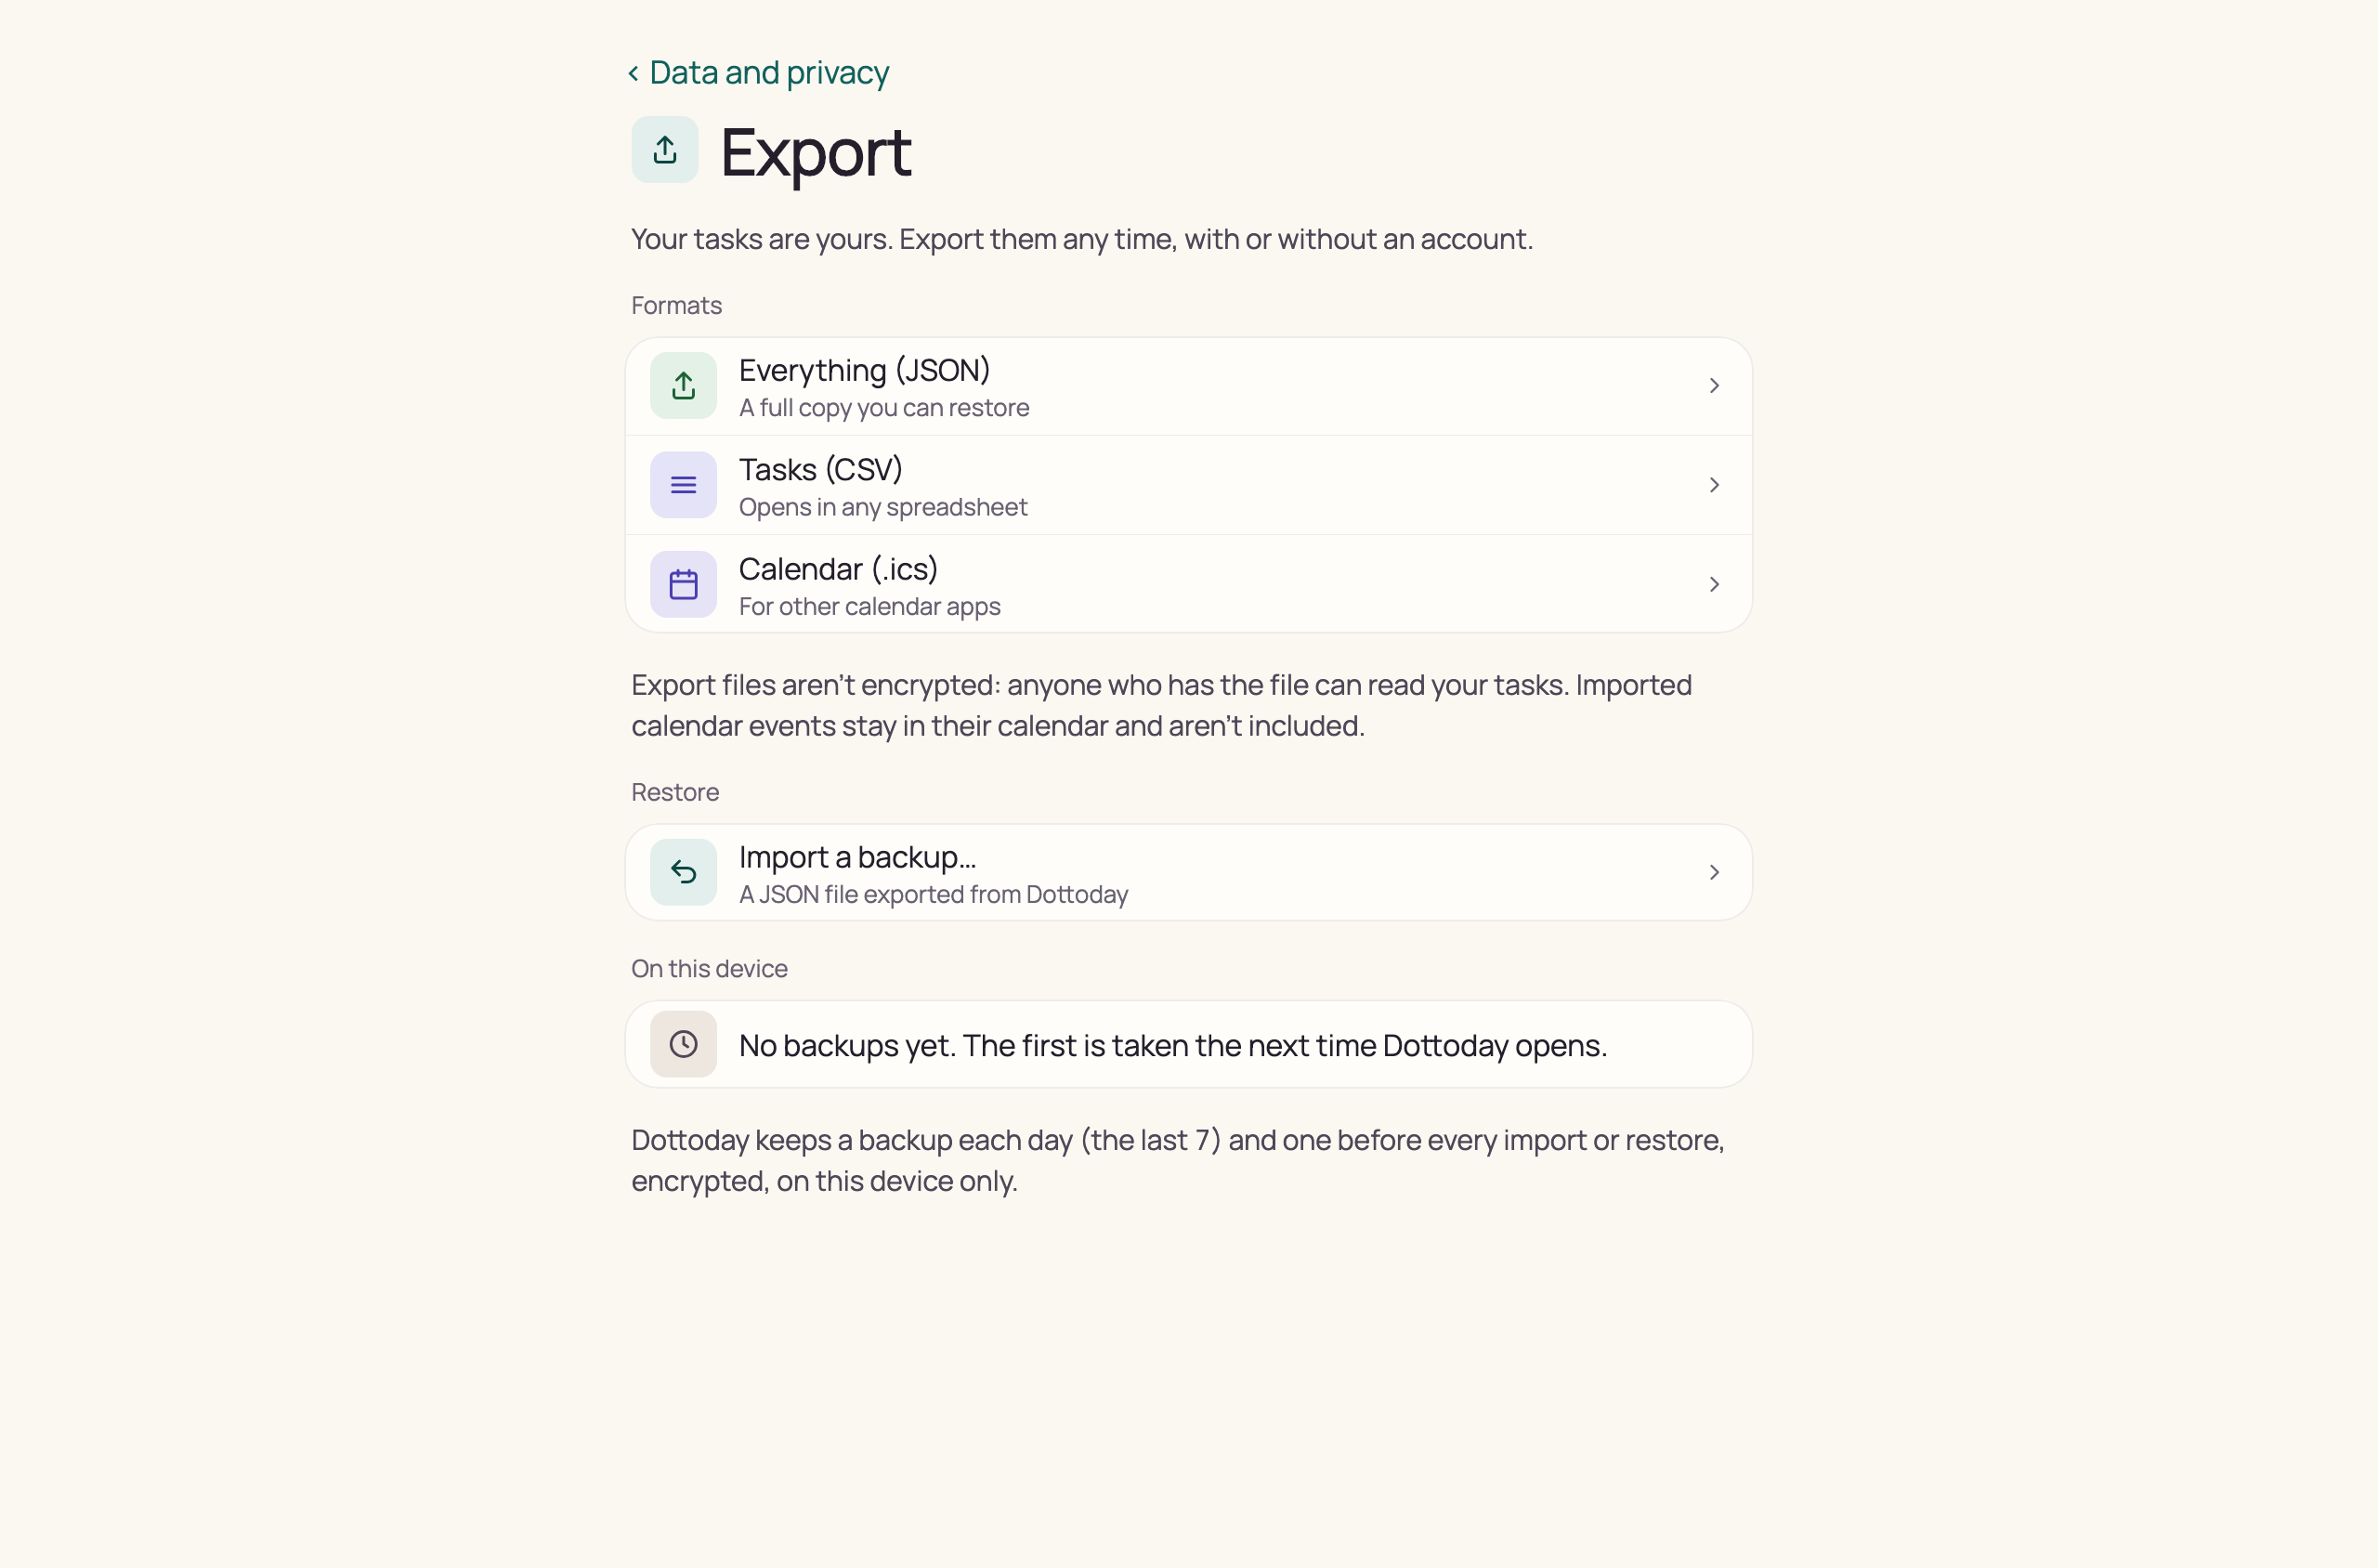 Data and privacy
Export
Your tasks are yours. Export them any time, with or without an account.
Formats
Everything (JSON)
A full copy you can restore
Tasks (CSV)
Opens in any spreadsheet
Calendar (.ics)
For other calendar apps
Export files aren’t encrypted: anyone who has the file can read your tasks. Imported
calendar events stay in their calendar and aren’t included.
Restore
Import a backup…
A JSON file exported from Dottoday
On this device
No backups yet. The first is taken the next time Dottoday opens.
Dottoday keeps a backup each day (the last 7) and one before every import or restore,
encrypted, on this device only.